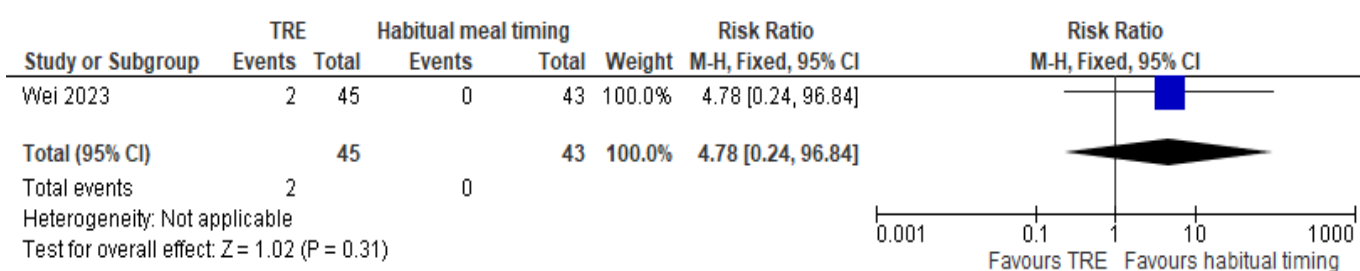 TRE Habitual meal timing Risk Ratio Risk Ratio
Study or Subgroup Events Total Events Total Weight M-H, Fixed, 95% CI M-H, Fixed, 95% CI
Wei 2023 2 45 0 43 100.0% 4.78 [0.24, 96.84]
Total (95% CI) 45 43 100.0% 4.78 [0.24, 96.84]
Total events 2 0
Heterogeneity: Not applicable
Test for overall effect: Z = 1.02 (P = 0.31)
0.001 0.1 1 10 1000
Favours TRE Favours habitual timing